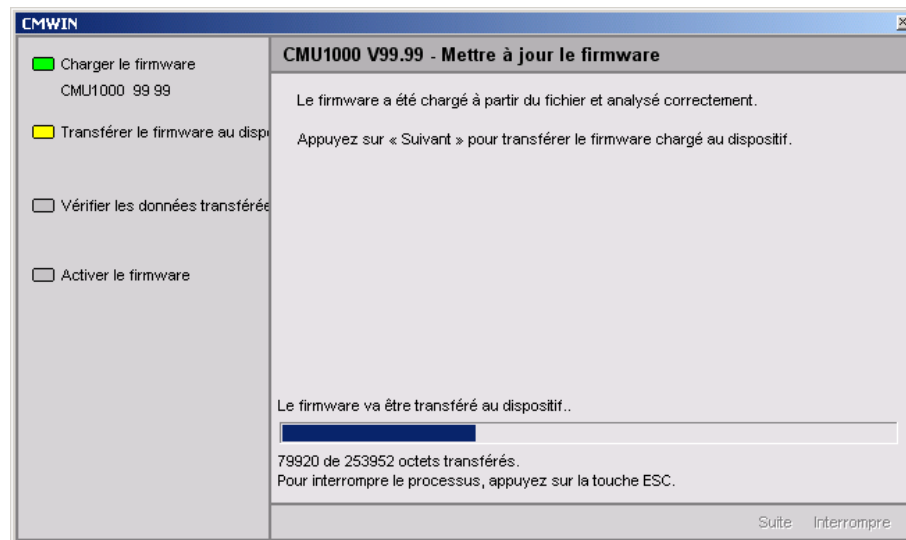 CMWIN
Charger le firmware
CMU1000 99 99
Transférer le firmware au disp
Vérifier les données transférée
Activer le firmware
CMU1000 V99.99 - Mettre à jour le firmware
Le firmware a été chargé à partir du fichier et analysé correctement.
Appuyez sur « Suivant » pour transférer le firmware chargé au dispositif.
Le firmware va être transféré au dispositif..
79920 de 253952 octets transférés.
Pour interrompre le processus, appuyez sur la touche ESC.
Suite Interrompre